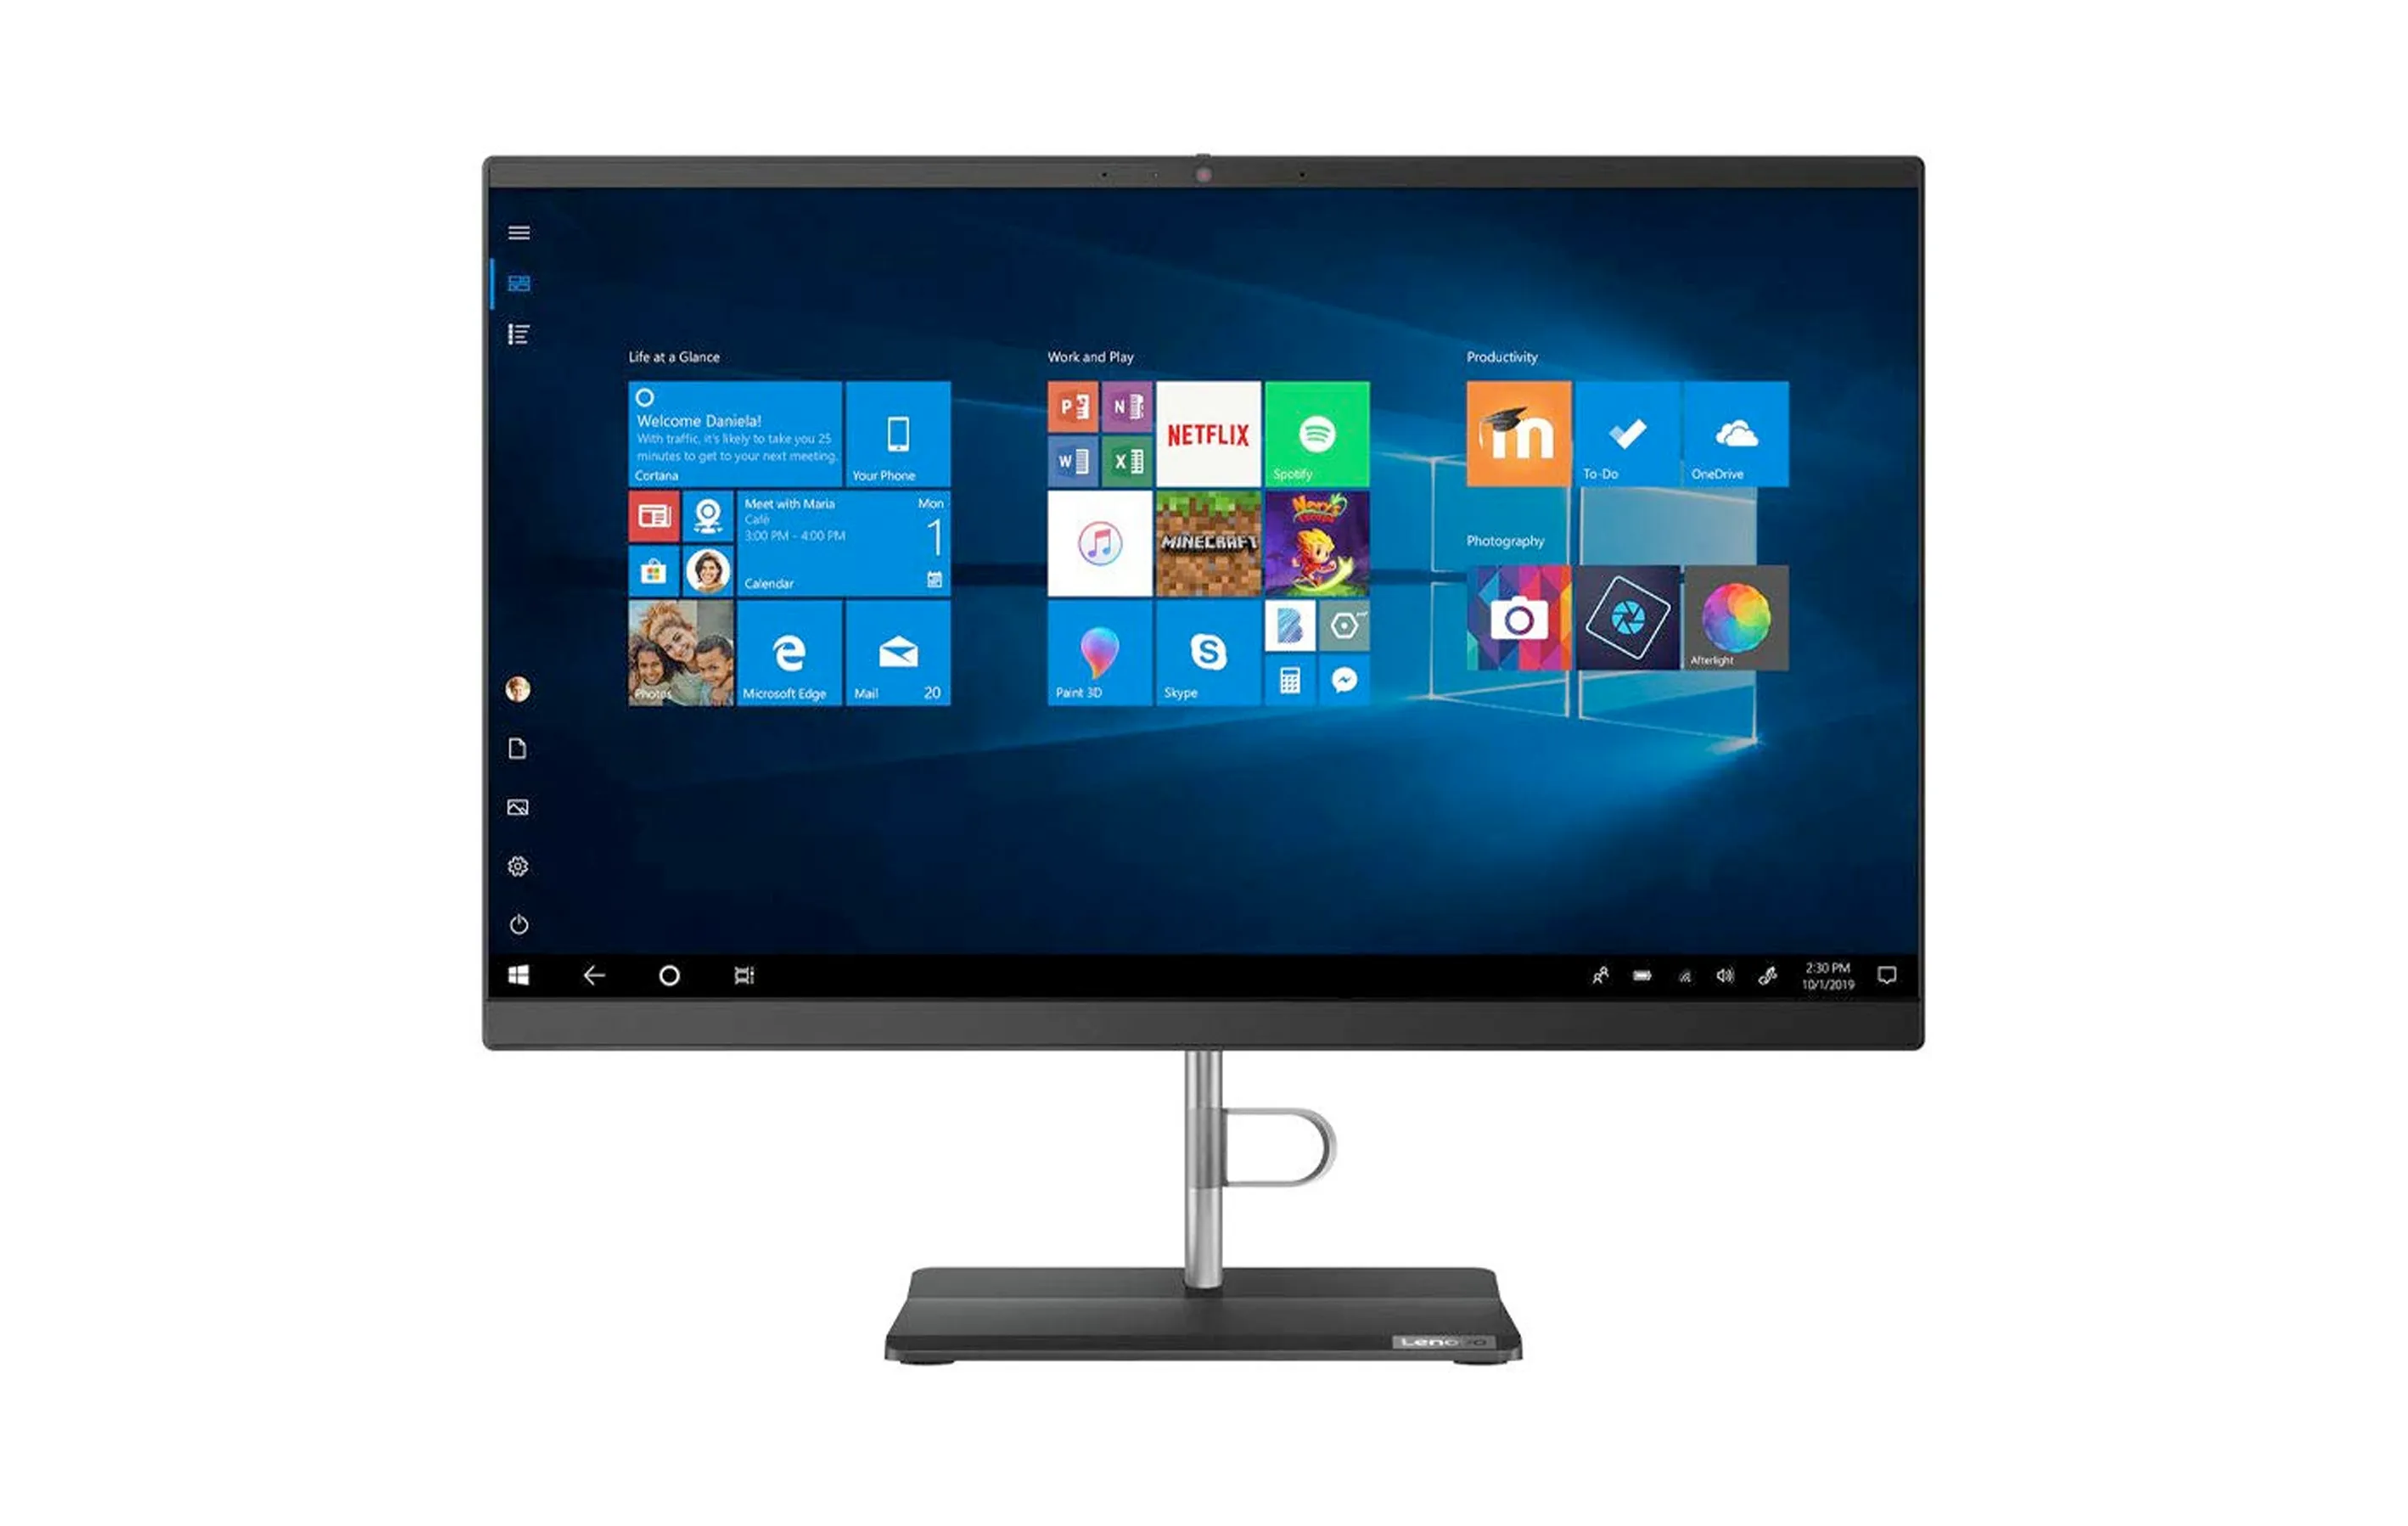 Life at a Glance
Welcome Daniela!
With traffic, it's likely to take you 25
minutes to get to your next meeting.
Cortana
Your Phone
Meet with Maria
Café
3:00 PM - 4:00 PM
Calendar
Mon
1
Photos
Microsoft Edge
Mail
20
Work and Play
P
N
W
X
NETFLIX
Spotify
MINECRAFT
Paint 3D
Skype
Productivity
m
To-Do
OneDrive
Photography
Afterlight
2:30 PM
10/1/2019
Lenovo